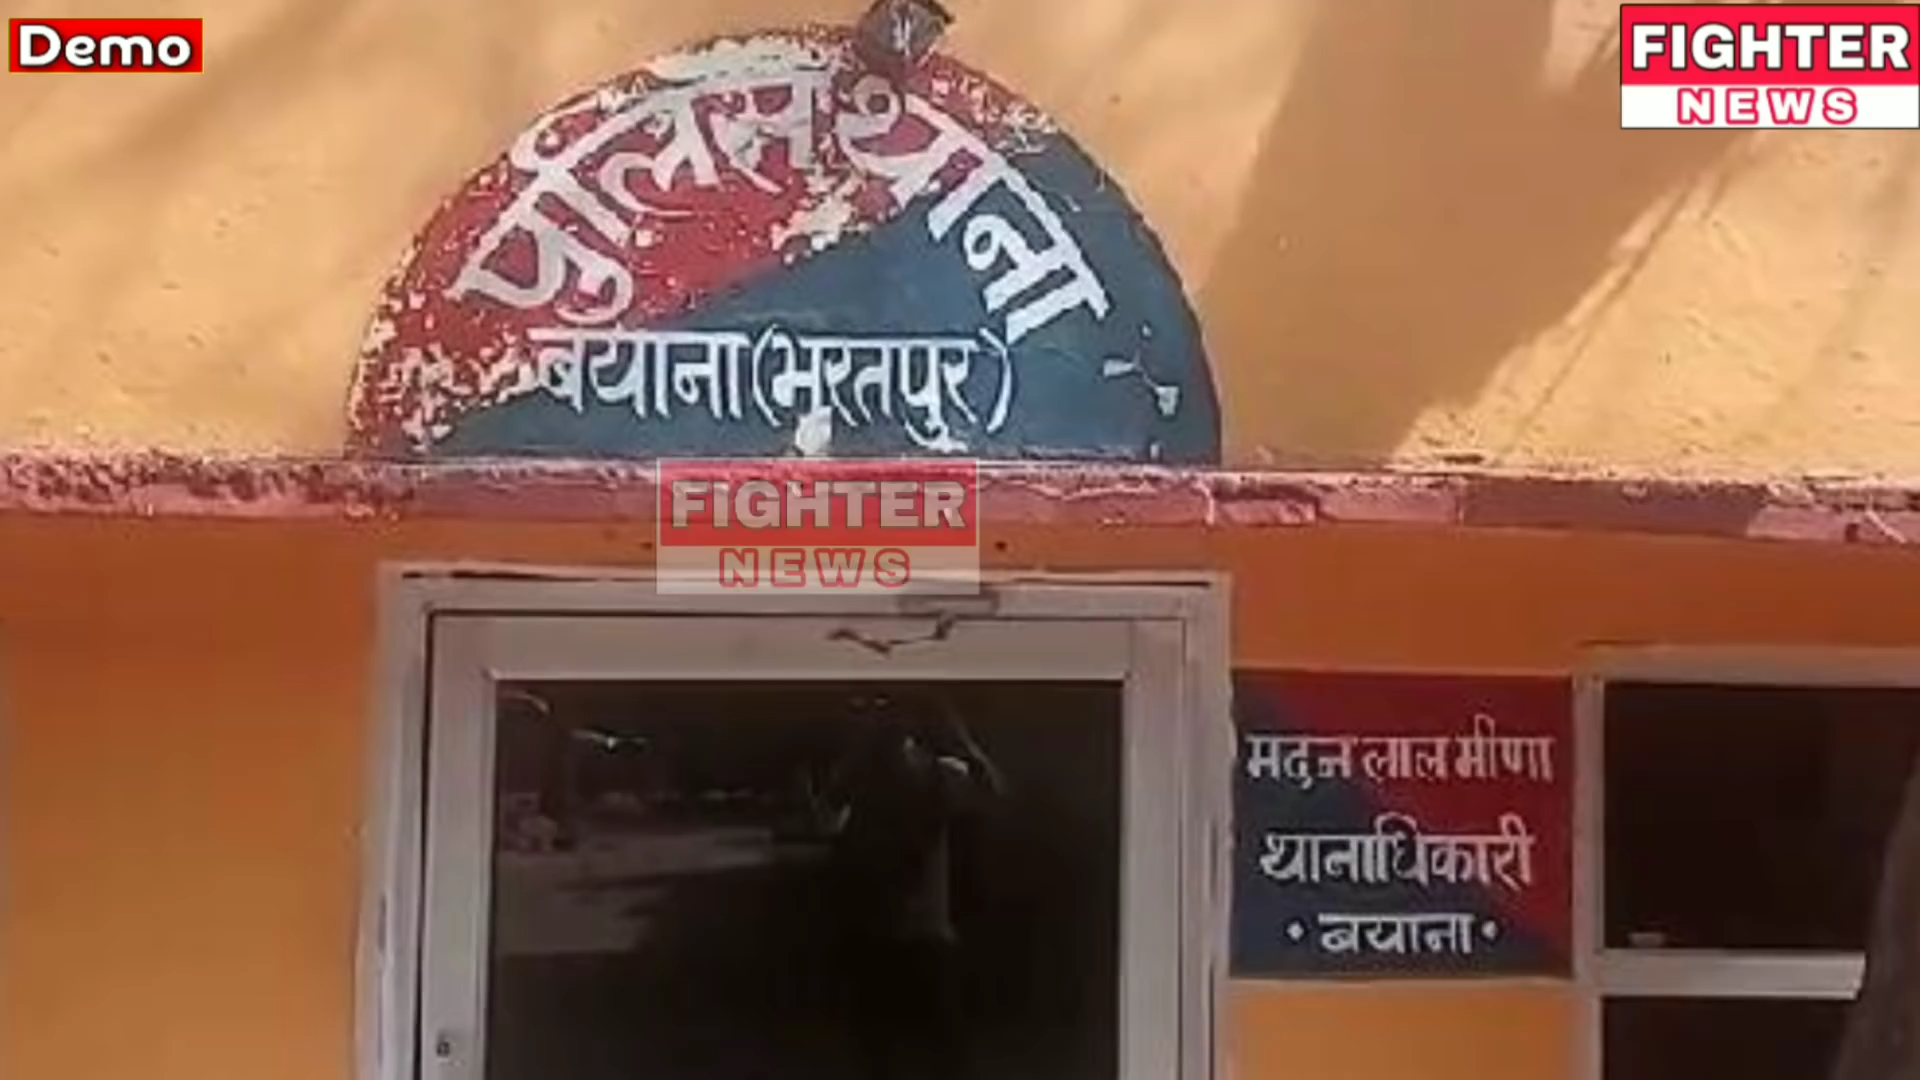 Demo
FIGHTER
NEWS
पुलिस थाना
बयाना (भरतपुर)
FIGHTER
NEWS
मदन लाल मीणा
थानाधिकारी
• बयाना •